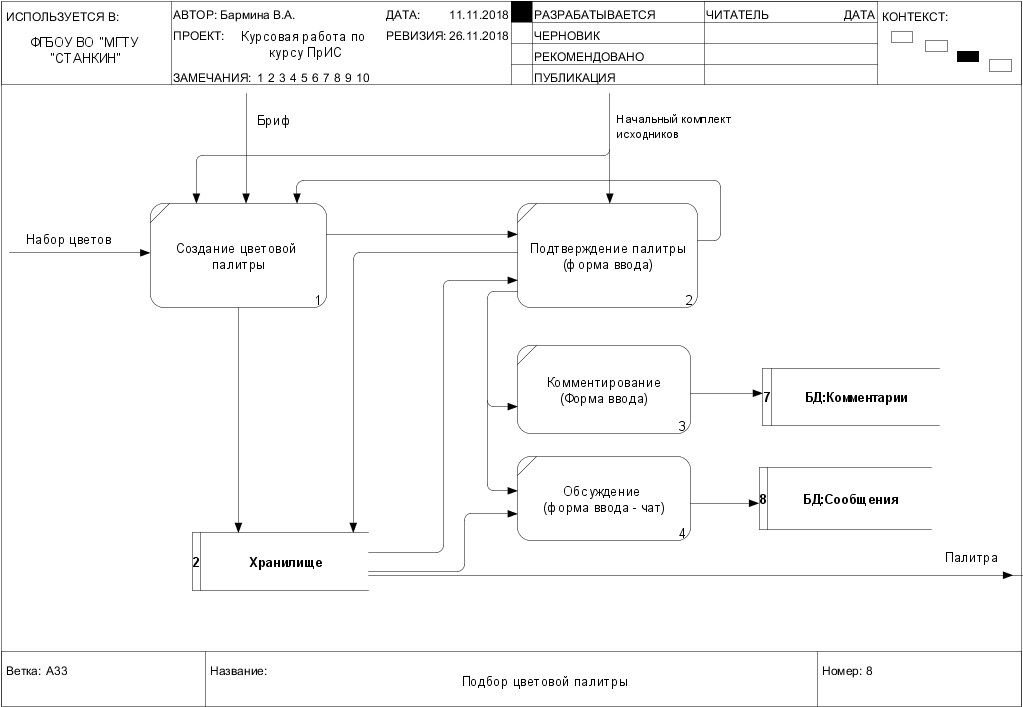 ИСПОЛЬЗУЕТСЯ В:
ФГБОУ ВО "МГТУ
"СТАНКИН"
АВТОР: Бармина В.А.
ДАТА: 11.11.2018
ПРОЕКТ: Курсовая работа по
курсу ПрИС
РЕВИЗИЯ: 26.11.2018
ЗАМЕЧАНИЯ: 1 2 3 4 5 6 7 8 9 10
РАЗРАБАТЫВАЕТСЯ
ЧЕРНОВИК
РЕКОМЕНДОВАНО
ПУБЛИКАЦИЯ
ЧИТАТЕЛЬ ДАТА
КОНТЕКСТ:
Бриф
Начальный комплект
исходников
Набор цветов
Создание цветовой
палитры
1
Подтверждение палитры
(форма ввода)
2
Комментирование
(Форма ввода)
3
7
БД:Комментарии
Обсуждение
(форма ввода - чат)
4
8
БД:Сообщения
2
Хранилище
Палитра
Ветка: A33
Название:
Подбор цветовой палитры
Номер: 8